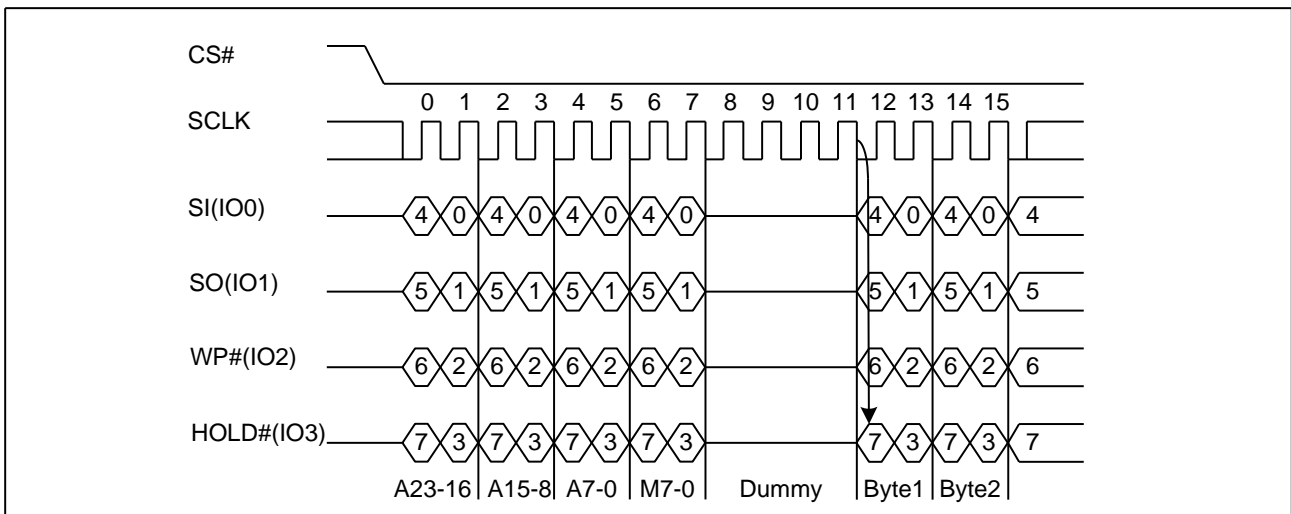 CS#
0 1 2 3 4 5 6 7 8 9 10 11 12 13 14 15
SCLK
SI(IO0) 4 0 4 0 4 0 4 0 4 0 4 0 4
SO(IO1) 5 1 5 1 5 1 5 1 5 1 5 1 5
WP#(IO2) 6 2 6 2 6 2 6 2 6 2 6 2 6
HOLD#(IO3) 7 3 7 3 7 3 7 3 7 3 7 3 7
A23-16 A15-8 A7-0 M7-0 Dummy Byte1 Byte2